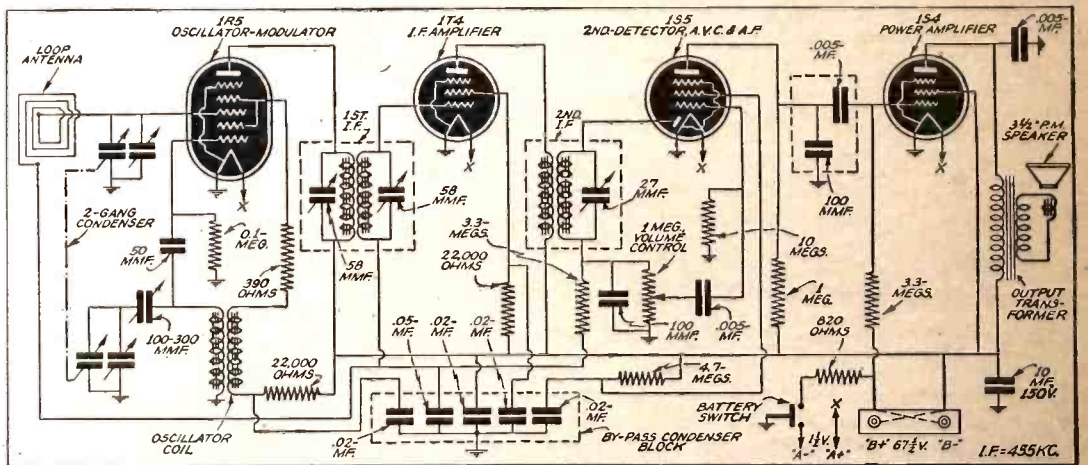 LOOP
ANTENNA
1R5
OSCILLATOR-MODULATOR
1T4
I.F. AMPLIFIER
1S5
2ND-DETECTOR, A.V.C. & A.F.
1S4
POWER AMPLIFIER
.005-
MF.
.005-
MF.
3½" P.M.
SPEAKER
1ST.
I.F.
2ND.
I.F.
X
X
X
X
58
MMF.
27
MMF.
100
MMF.
2-GANG
CONDENSER
0.1-
MEG.
50
MMF.
390
OHMS
58
MMF.
3.3-
MEGS.
22,000
OHMS
1 MEG.
VOLUME
CONTROL
10
MEGS.
1
MEG.
3.3-
MEGS.
820
OHMS
OUTPUT
TRANS-
FORMER
100-300
MMF.
.05-
MF.
.02-
MF.
.02-
MF.
100
MMF.
.005-
MF.
22,000
OHMS
4.7-
MEGS.
10
MF.
150V.
OSCILLATOR
COIL
.02-
MF.
.02-
MF.
BY-PASS CONDENSER
BLOCK
BATTERY
SWITCH
X
1½V.
"A-" "A+"
"B+" 67½V. "B-"
I.F.=455KC.